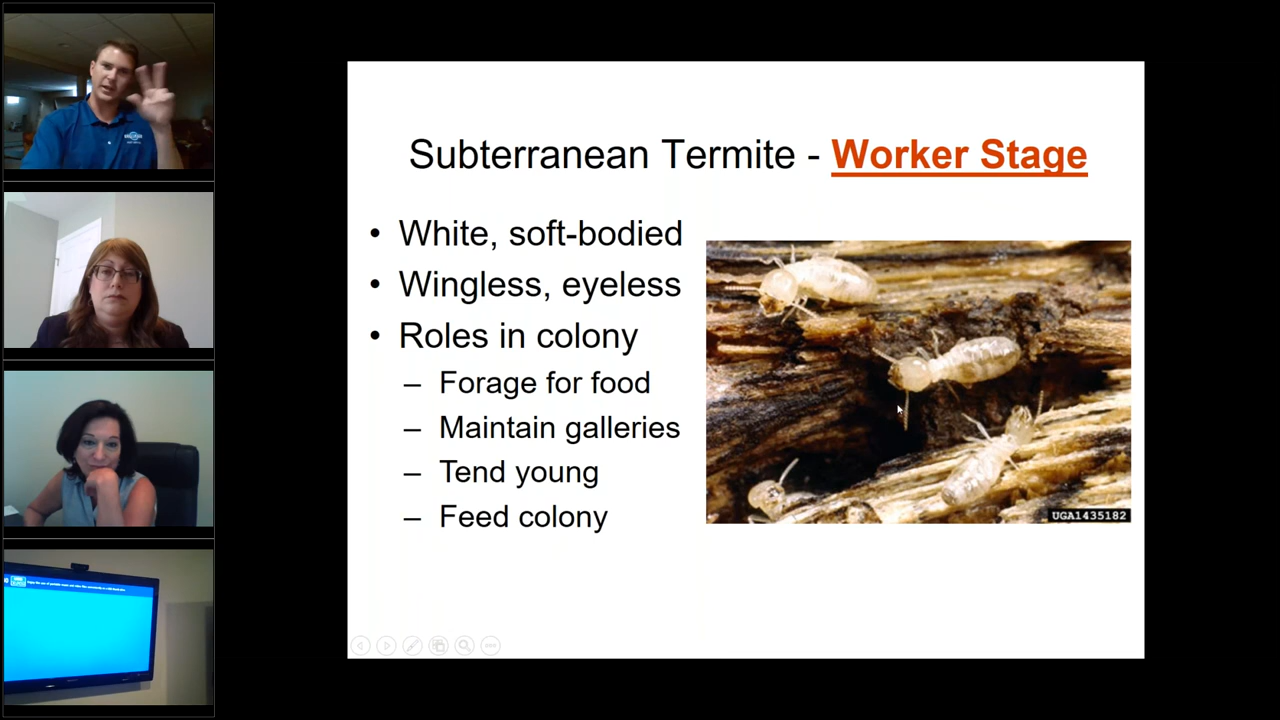 Subterranean Termite - Worker Stage
• White, soft-bodied
• Wingless, eyeless
• Roles in colony
– Forage for food
– Maintain galleries
– Tend young
– Feed colony
UGA1435182